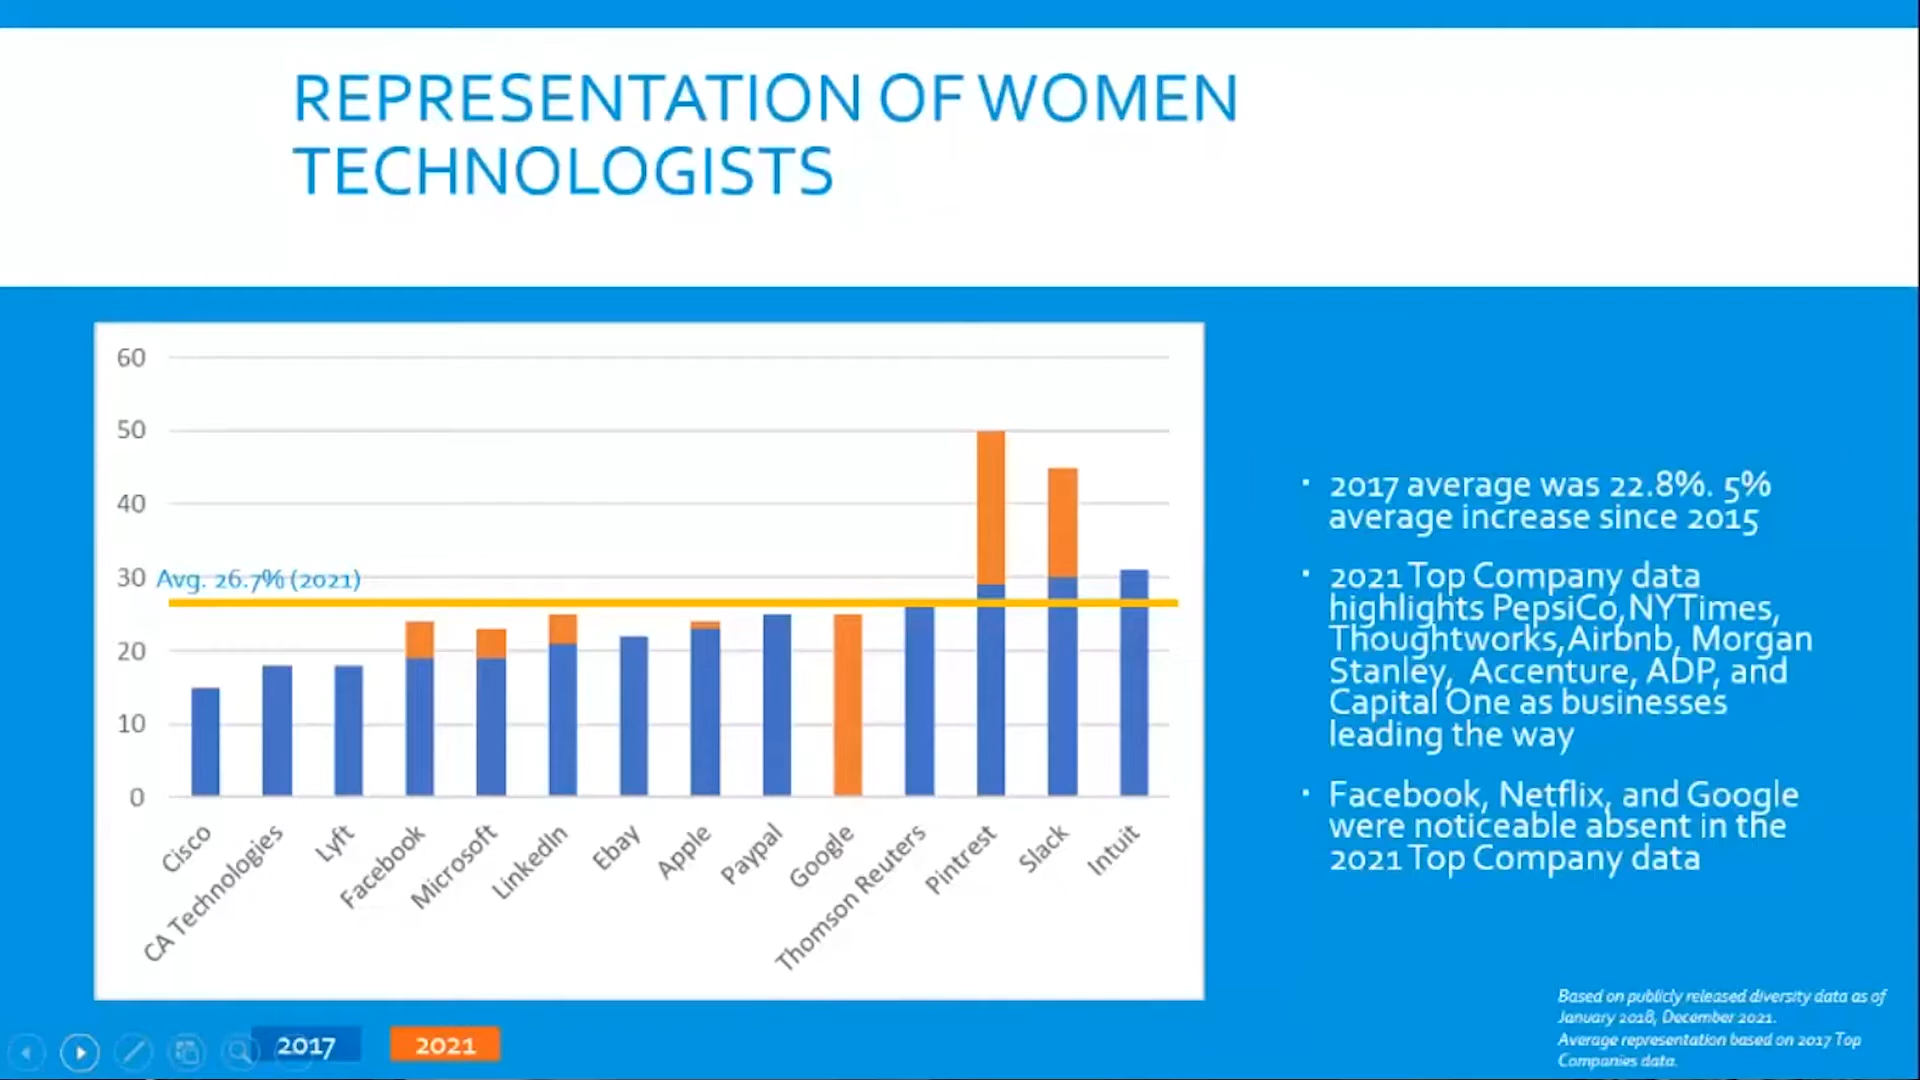 REPRESENTATION OF WOMEN
TECHNOLOGISTS
60
50
40
30
20
10
0
Avg. 26.7% (2021)
Cisco
CA Technologies
Lyft
Facebook
Microsoft
LinkedIn
Ebay
Apple
Paypal
Google
Thomson Reuters
Pintrest
Slack
Intuit
2017
2021
· 2017 average was 22.8%. 5%
average increase since 2015
· 2021 Top Company data
highlights PepsiCo,NYTimes,
Thoughtworks,Airbnb, Morgan
Stanley, Accenture, ADP, and
Capital One as businesses
leading the way
· Facebook, Netflix, and Google
were noticeable absent in the
2021 Top Company data
Based on publicly released diversity data as of
January 2018, December 2021.
Average representation based on 2017 Top
Companies data.